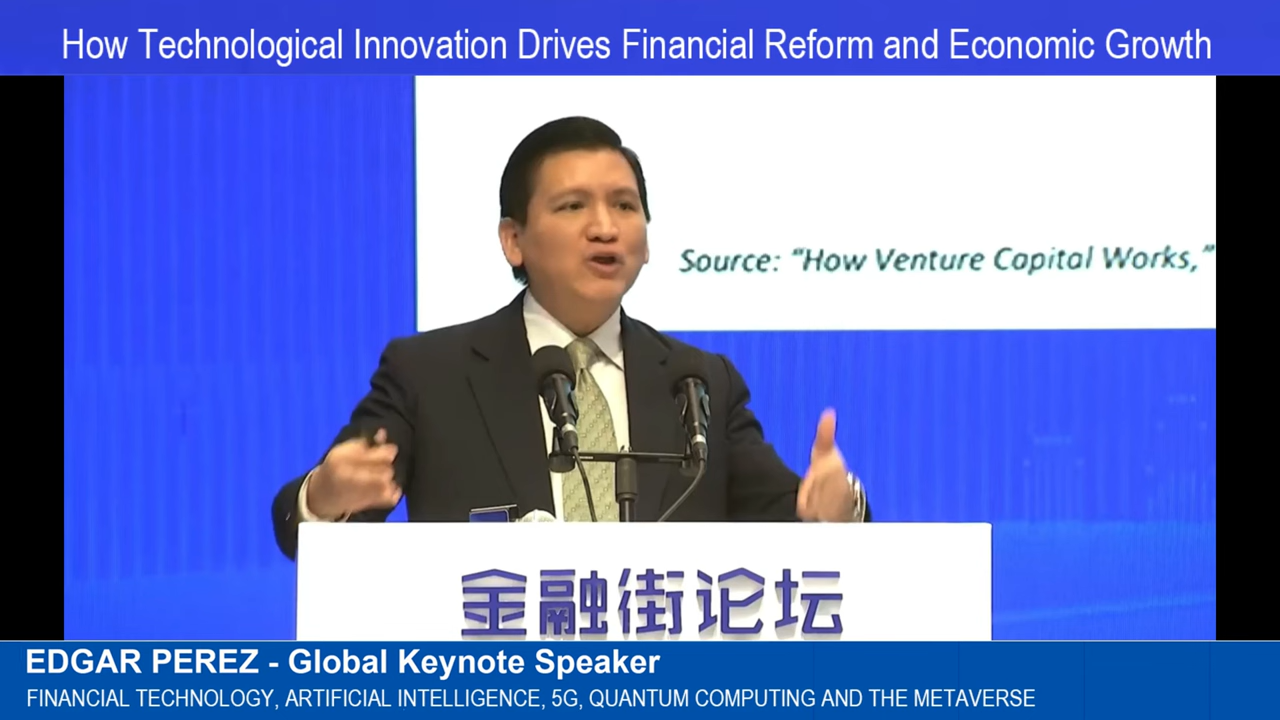 How Technological Innovation Drives Financial Reform and Economic Growth
Source: “How Venture Capital Works,”
金融街论坛
EDGAR PEREZ - Global Keynote Speaker
FINANCIAL TECHNOLOGY, ARTIFICIAL INTELLIGENCE, 5G, QUANTUM COMPUTING AND THE METAVERSE